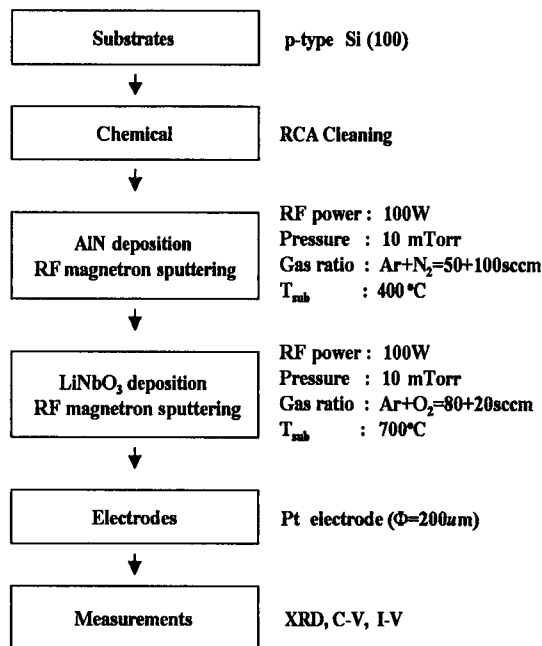 Substrates
p-type Si (100)
Chemical
RCA Cleaning
AlN deposition
RF magnetron sputtering
RF power : 100W
Pressure : 10 mTorr
Gas ratio : Ar+N₂=50+100sccm
T_sub : 400℃
LiNbO₃ deposition
RF magnetron sputtering
RF power : 100W
Pressure : 10 mTorr
Gas ratio : Ar+O₂=80+20sccm
T_sub : 700℃
Electrodes
Pt electrode (Φ=200um)
Measurements
XRD, C-V, I-V